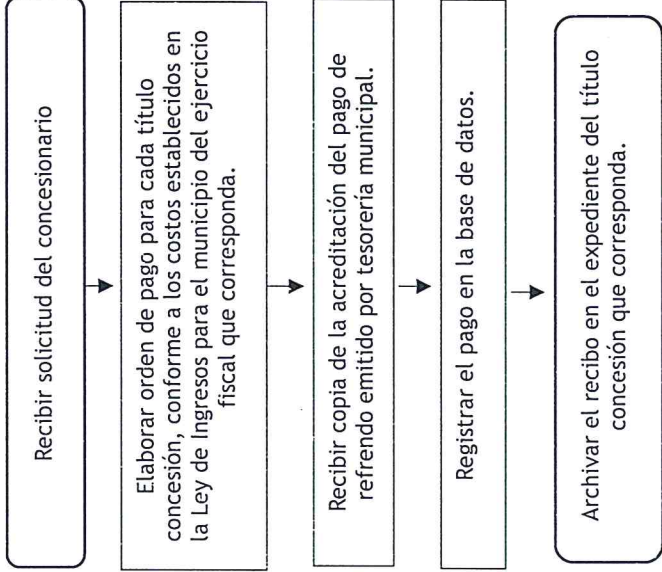 Recibir solicitud del concesionario
Elaborar orden de pago para cada título
concesión, conforme a los costos establecidos en
la Ley de Ingresos para el municipio del ejercicio
fiscal que corresponda.
Recibir copia de la acreditación del pago de
refrendo emitido por tesorería municipal.
Registrar el pago en la base de datos.
Archivar el recibo en el expediente del título
concesión que corresponda.